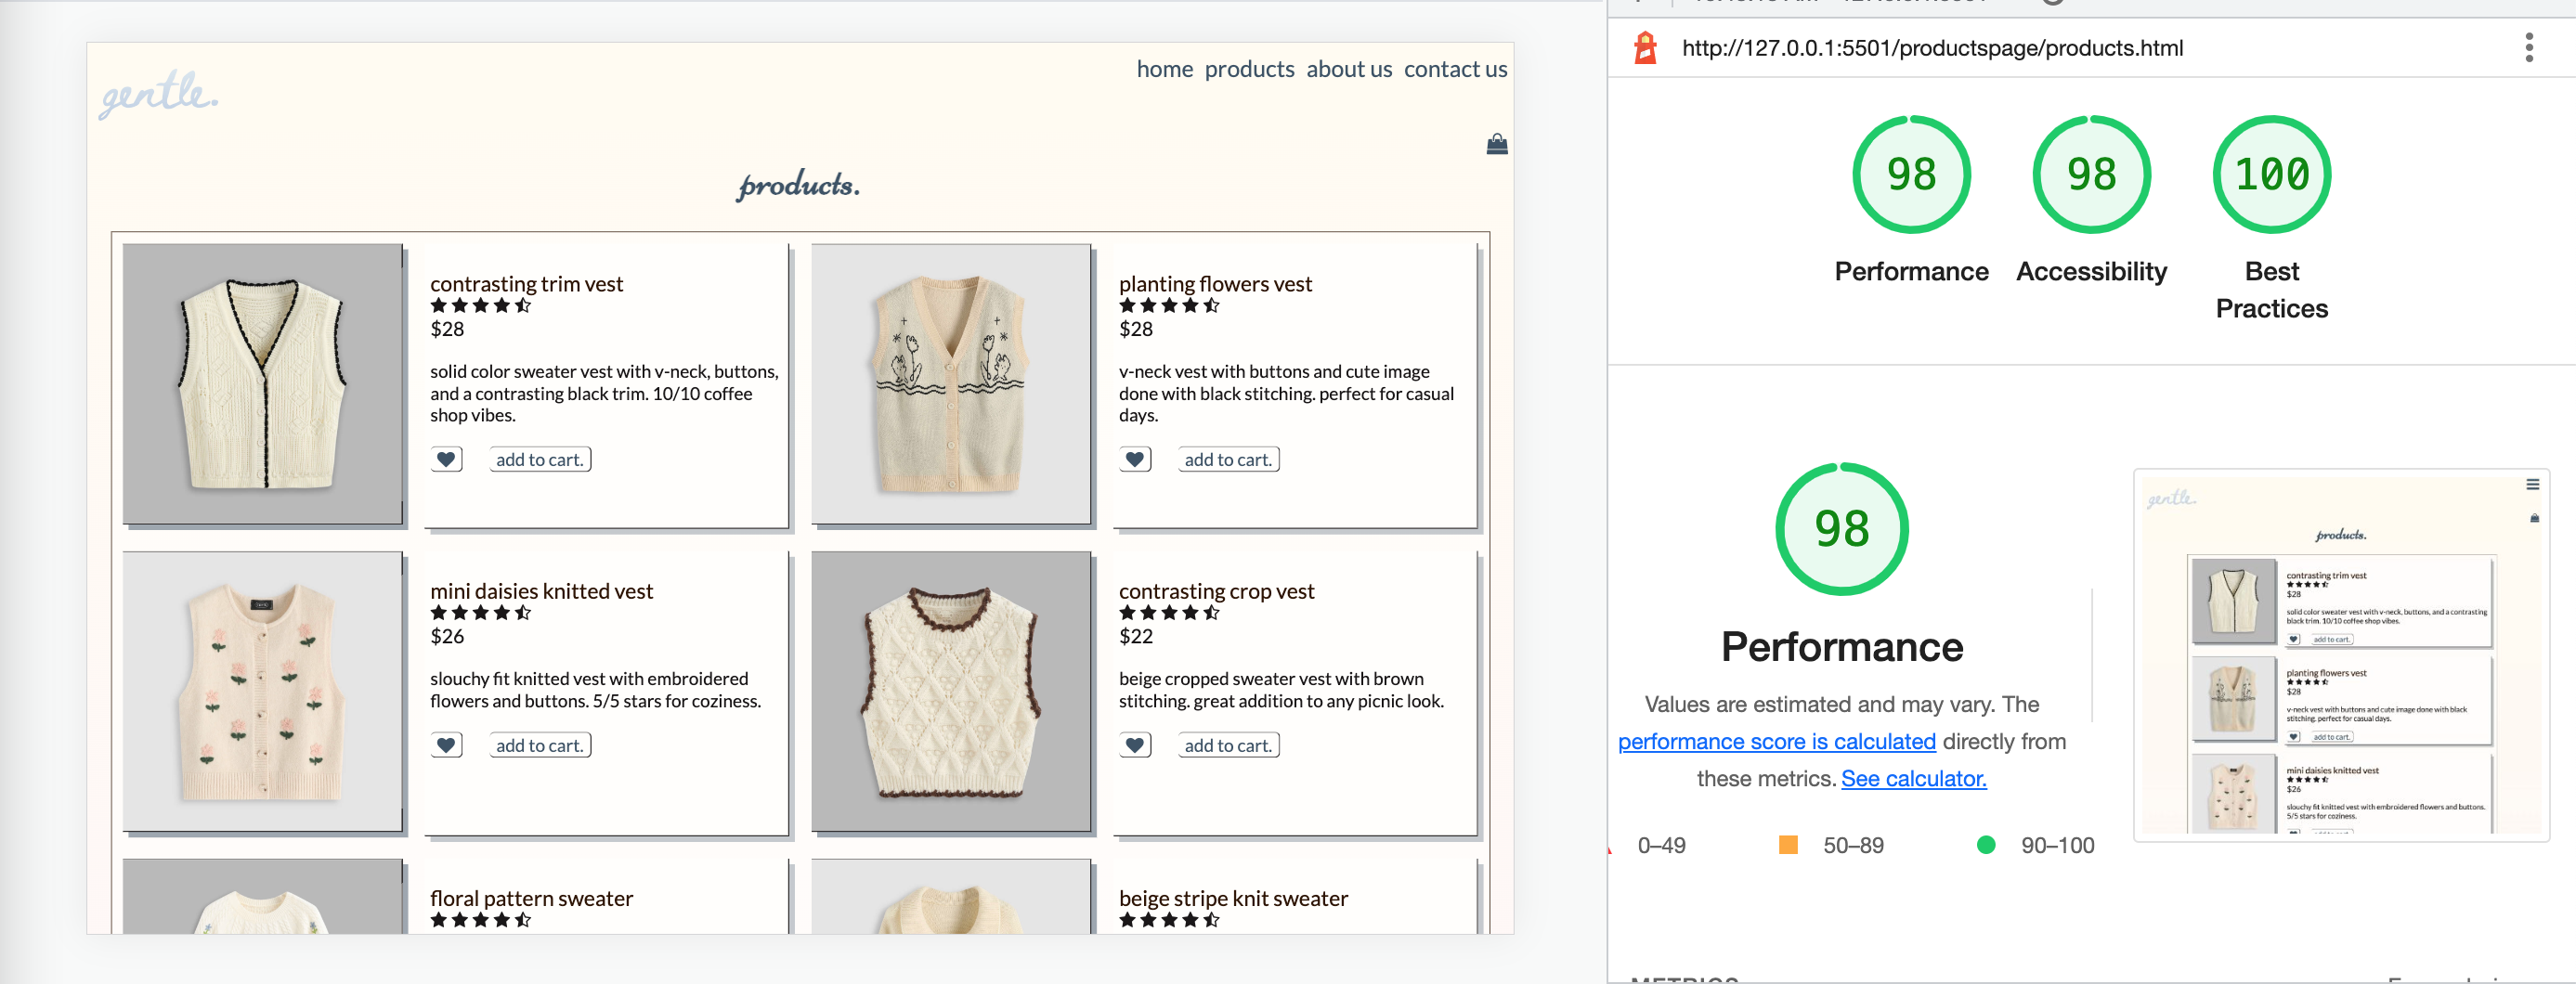 gentle.
home products about us contact us
products.
contrasting trim vest
$28
solid color sweater vest with v-neck, buttons,
and a contrasting black trim. 10/10 coffee
shop vibes.
add to cart.
planting flowers vest
$28
v-neck vest with buttons and cute image
done with black stitching. perfect for casual
days.
add to cart.
mini daisies knitted vest
$26
slouchy fit knitted vest with embroidered
flowers and buttons. 5/5 stars for coziness.
add to cart.
contrasting crop vest
$22
beige cropped sweater vest with brown
stitching. great addition to any picnic look.
add to cart.
floral pattern sweater
beige stripe knit sweater
http://127.0.0.1:5501/productspage/products.html
98
98
100
Performance
Accessibility
Best
Practices
98
Performance
Values are estimated and may vary. The
performance score is calculated directly from
these metrics. See calculator.
0–49
50–89
90–100
gentle.
products.
contrasting trim vest
$28
solid color sweater vest with v-neck, buttons, and a contrasting
black trim. 10/10 coffee shop vibes.
add to cart.
planting flowers vest
$28
v-neck vest with buttons and cute image done with black
stitching. perfect for casual days.
add to cart.
mini daisies knitted vest
$26
slouchy fit knitted vest with embroidered flowers and buttons.
5/5 stars for coziness.
METRICS